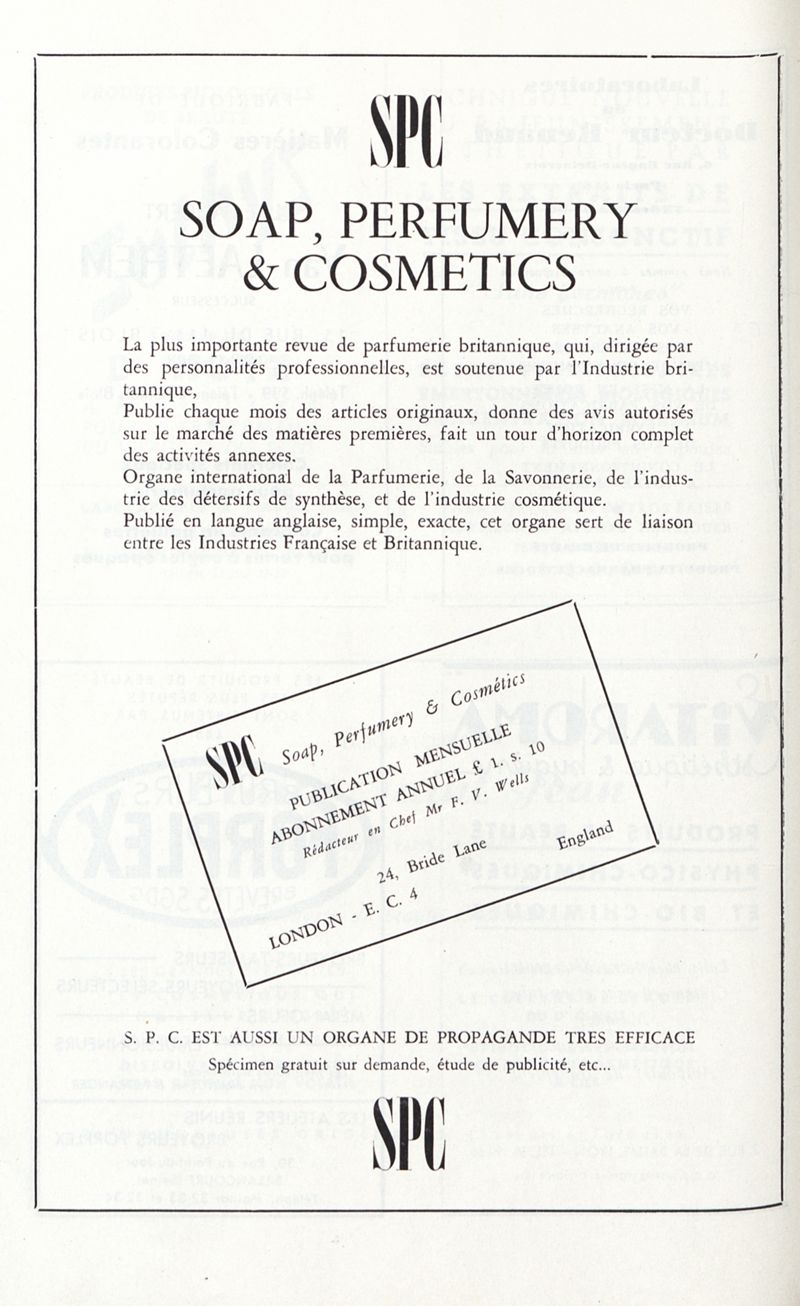 SPC
SOAP, PERFUMERY
& COSMETICS
La plus importante revue de parfumerie britannique, qui, dirigée par
des personnalités professionnelles, est soutenue par l'Industrie bri-
tannique,
Publie chaque mois des articles originaux, donne des avis autorisés
sur le marché des matières premières, fait un tour d'horizon complet
des activités annexes.
Organe international de la Parfumerie, de la Savonnerie, de l'indus-
trie des détersifs de synthèse, et de l'industrie cosmétique.
Publié en langue anglaise, simple, exacte, cet organe sert de liaison
entre les Industries Française et Britannique.
SPC Soap, Perfumery & Cosmétics
PUBLICATION MENSUELLE
ABONNEMENT ANNUEL £ 1. s. 10
Rédacteur en Chef Mr F. V. Wells
24, Bride Lane
LONDON - E. C. 4 England
S. P. C. EST AUSSI UN ORGANE DE PROPAGANDE TRES EFFICACE
Spécimen gratuit sur demande, étude de publicité, etc...
SPC